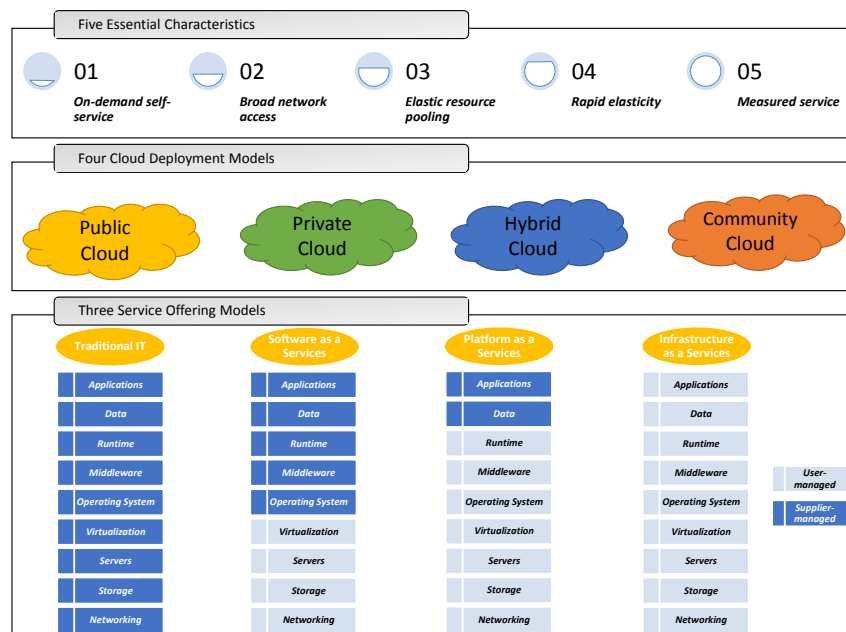 Five Essential Characteristics
01
On-demand self-
service
02
Broad network
access
03
Elastic resource
pooling
04
Rapid elasticity
05
Measured service
Four Cloud Deployment Models
Public
Cloud
Private
Cloud
Hybrid
Cloud
Community
Cloud
Three Service Offering Models
Traditional IT
Applications
Data
Runtime
Middleware
Operating System
Virtualization
Servers
Storage
Networking
Software as a
Services
Applications
Data
Runtime
Middleware
Operating System
Virtualization
Servers
Storage
Networking
Platform as a
Services
Applications
Data
Runtime
Middleware
Operating System
Virtualization
Servers
Storage
Networking
Infrastructure
as a Services
Applications
Data
Runtime
Middleware
Operating System
Virtualization
Servers
Storage
Networking
User-
managed
Supplier-
managed